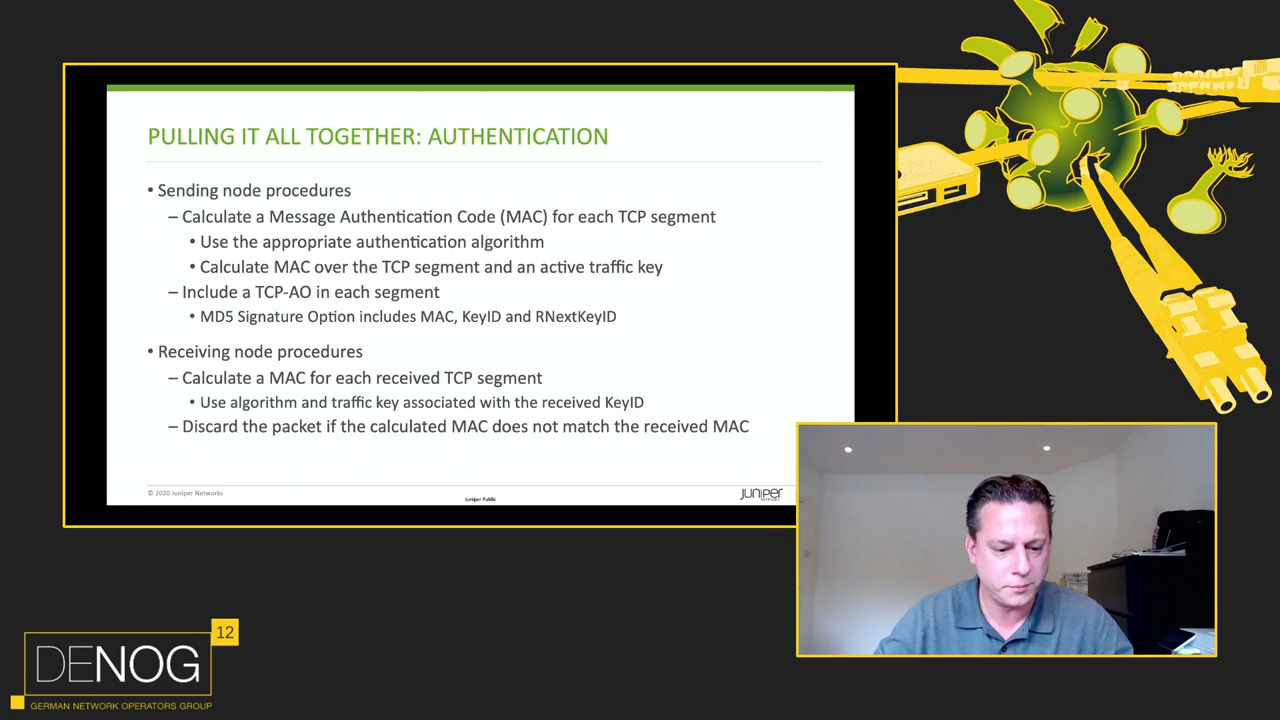 PULLING IT ALL TOGETHER: AUTHENTICATION
• Sending node procedures
– Calculate a Message Authentication Code (MAC) for each TCP segment
• Use the appropriate authentication algorithm
• Calculate MAC over the TCP segment and an active traffic key
– Include a TCP-AO in each segment
• MD5 Signature Option includes MAC, KeyID and RNextKeyID
• Receiving node procedures
– Calculate a MAC for each received TCP segment
• Use algorithm and traffic key associated with the received KeyID
– Discard the packet if the calculated MAC does not match the received MAC
© 2020 Juniper Networks
Juniper Public
JUNIPER
NETWORKS
12
DENOG
GERMAN NETWORK OPERATORS GROUP